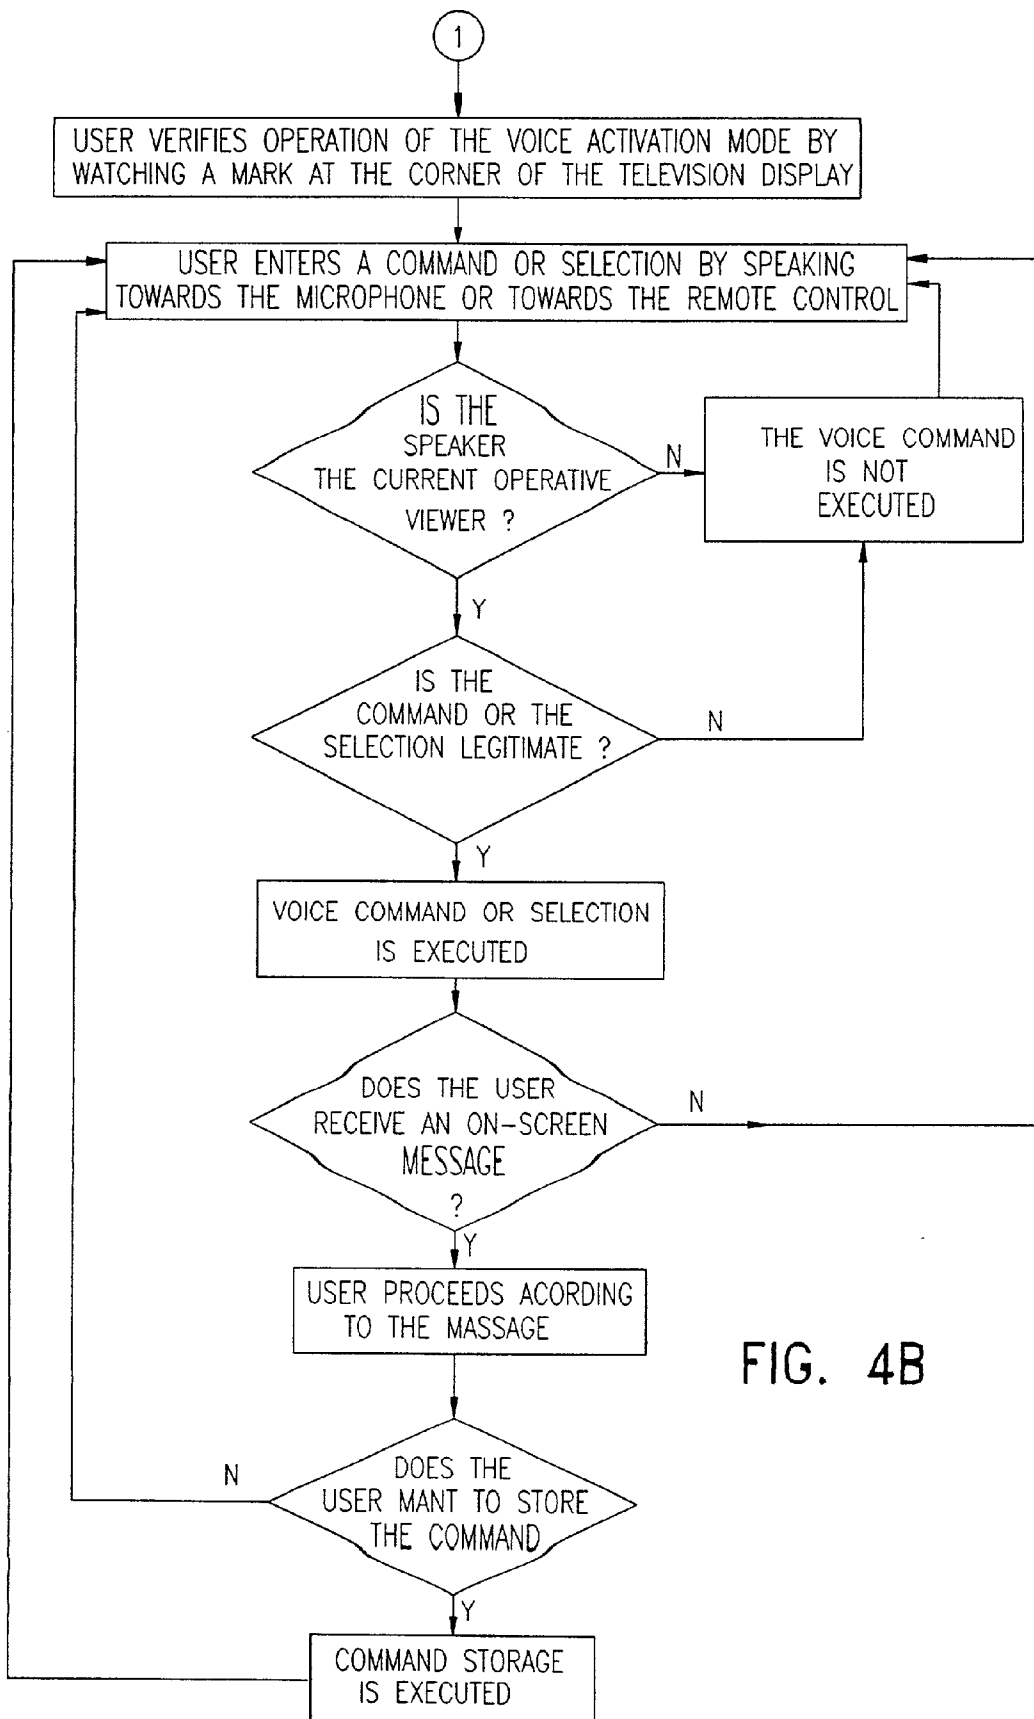 1
USER VERIFIES OPERATION OF THE VOICE ACTIVATION MODE BY
WATCHING A MARK AT THE CORNER OF THE TELEVISION DISPLAY
USER ENTERS A COMMAND OR SELECTION BY SPEAKING
TOWARDS THE MICROPHONE OR TOWARDS THE REMOTE CONTROL
IS THE
SPEAKER
THE CURRENT OPERATIVE
VIEWER ?
N
THE VOICE COMMAND
IS NOT
EXECUTED
Y
IS THE
COMMAND OR THE
SELECTION LEGITIMATE ?
N
Y
VOICE COMMAND OR SELECTION
IS EXECUTED
DOES THE USER
RECEIVE AN ON-SCREEN
MESSAGE
?
N
Y
USER PROCEEDS ACORDING
TO THE MASSAGE
FIG. 4B
DOES THE
USER MANT TO STORE
THE COMMAND
N
Y
COMMAND STORAGE
IS EXECUTED